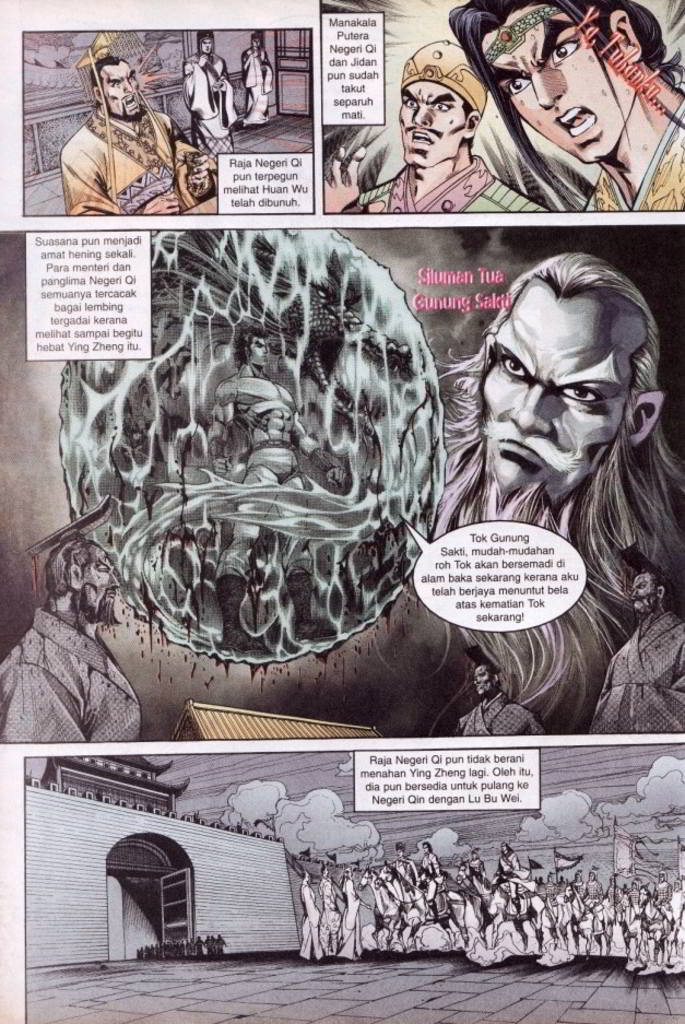 Raja Negeri Qi
pun terpegun
melihat Huan Wu
telah dibunuh.
Manakala
Putera
Negeri Qi
dan Jidan
pun sudah
takut
separuh
mati.
Suasana pun menjadi
amat hening sekali.
Para menteri dan
panglima Negeri Qi
semuanya tercacak
bagai lembing
tergadai kerana
melihat sampai begitu
hebat Ying Zheng itu.
Siluman Tua
Gunung Sakti
Tok Gunung
Sakti, mudah-mudahan
roh Tok akan bersemadi di
alam baka sekarang kerana aku
telah berjaya menuntut bela
atas kematian Tok
sekarang!
Raja Negeri Qi pun tidak berani
menahan Ying Zheng lagi. Oleh itu,
dia pun bersedia untuk pulang ke
Negeri Qin dengan Lu Bu Wei.